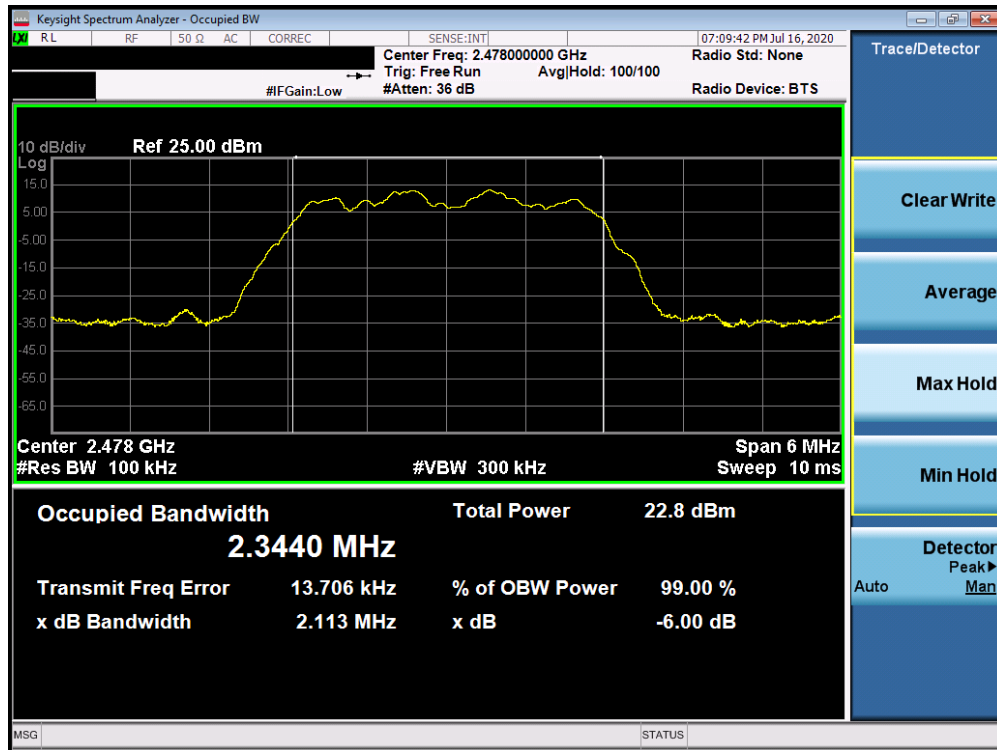 Keysight Spectrum Analyzer - Occupied BW
LXI RL RF 50 Ω AC CORREC SENSE:INT 07:09:42 PM Jul 16, 2020
Center Freq: 2.478000000 GHz Radio Std: None
Trig: Free Run Avg|Hold: 100/100
#IFGain:Low #Atten: 36 dB Radio Device: BTS
Trace/Detector
10 dB/div Ref 25.00 dBm
Log
15.0
5.00
-5.00
-15.0
-25.0
-35.0
-45.0
-55.0
-65.0
Center 2.478 GHz Span 6 MHz
#Res BW 100 kHz #VBW 300 kHz Sweep 10 ms
Occupied Bandwidth Total Power 22.8 dBm
2.3440 MHz
Transmit Freq Error 13.706 kHz % of OBW Power 99.00 %
x dB Bandwidth 2.113 MHz x dB -6.00 dB
Clear Write
Average
Max Hold
Min Hold
Detector
Peak▶
Auto Man
MSG STATUS